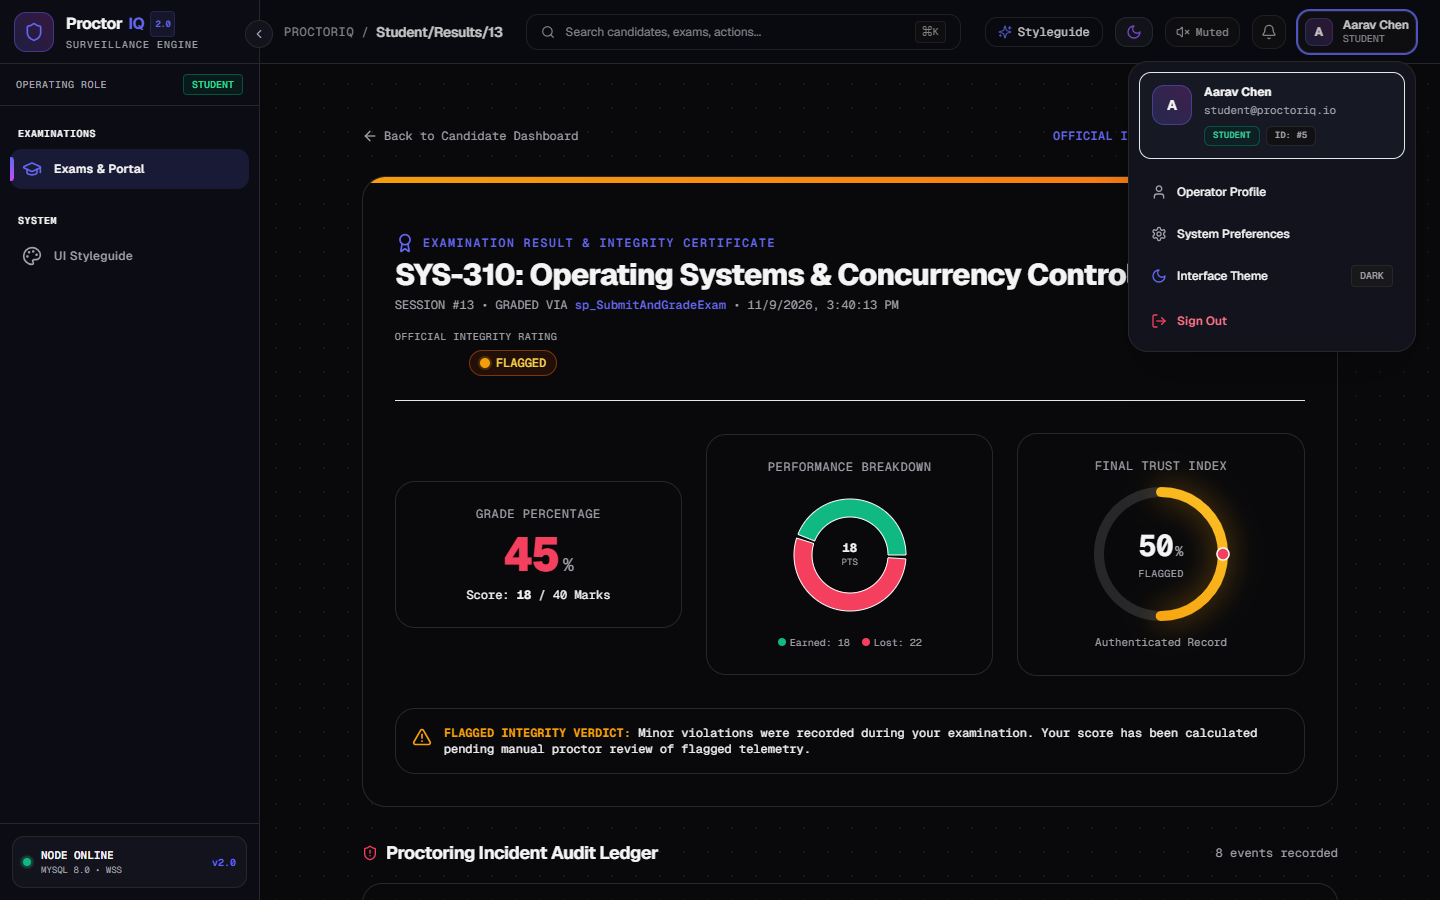 Proctor IQ 2.0
SURVEILLANCE ENGINE
OPERATING ROLE
STUDENT
EXAMINATIONS
Exams & Portal
SYSTEM
UI Styleguide
NODE ONLINE
MYSQL 8.0 • WSS
v2.0
PROCTORIQ / Student/Results/13
Search candidates, exams, actions...
⌘K
Styleguide
Muted
A
Aarav Chen
STUDENT
A
Aarav Chen
student@proctoriq.io
STUDENT
ID: #5
Operator Profile
System Preferences
Interface Theme
DARK
Sign Out
Back to Candidate Dashboard
OFFICIAL
EXAMINATION RESULT & INTEGRITY CERTIFICATE
SYS-310: Operating Systems & Concurrency Control
SESSION #13 • GRADED VIA sp_SubmitAndGradeExam • 11/9/2026, 3:40:13 PM
OFFICIAL INTEGRITY RATING
FLAGGED
GRADE PERCENTAGE
45%
Score: 18 / 40 Marks
PERFORMANCE BREAKDOWN
18
PTS
Earned: 18
Lost: 22
FINAL TRUST INDEX
50%
FLAGGED
Authenticated Record
FLAGGED INTEGRITY VERDICT: Minor violations were recorded during your examination. Your score has been calculated
pending manual proctor review of flagged telemetry.
Proctoring Incident Audit Ledger
8 events recorded